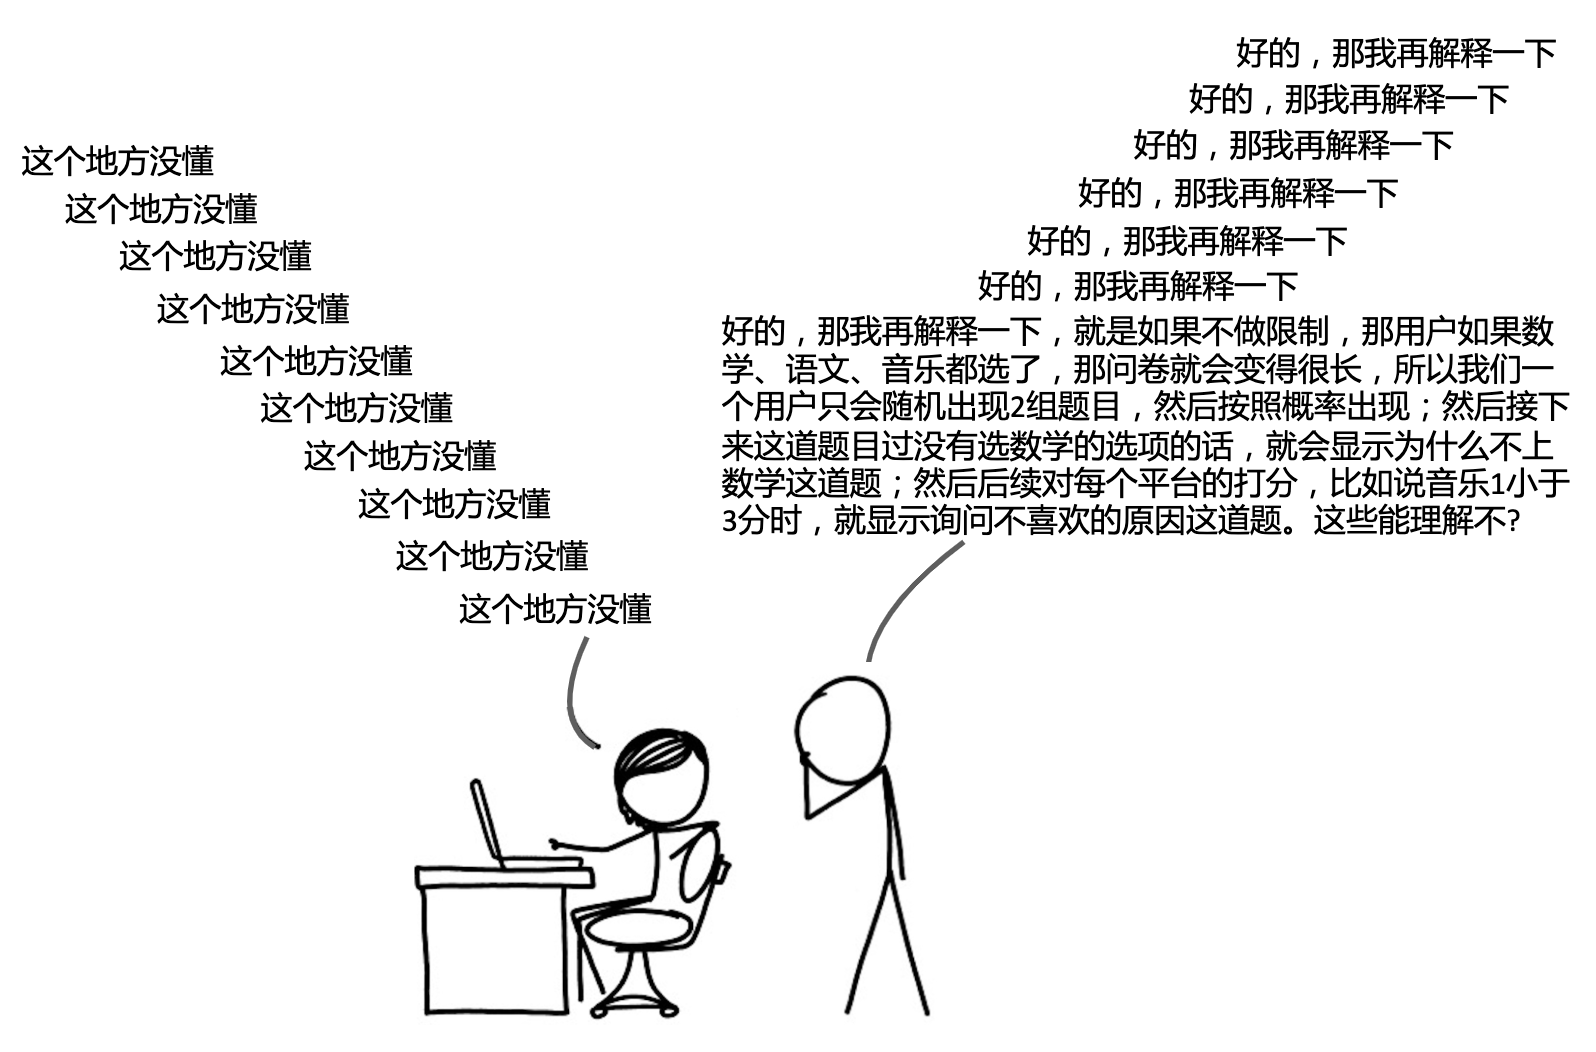 这个地方没懂
这个地方没懂
这个地方没懂
这个地方没懂
这个地方没懂
这个地方没懂
这个地方没懂
这个地方没懂
这个地方没懂
这个地方没懂
好的，那我再解释一下
好的，那我再解释一下
好的，那我再解释一下
好的，那我再解释一下
好的，那我再解释一下
好的，那我再解释一下
好的，那我再解释一下，就是如果不做限制，那用户如果数
学、语文、音乐都选了，那问卷就会变得很长，所以我们一
个用户只会随机出现2组题目，然后按照概率出现；然后接下
来这道题目过没有选数学的选项的话，就会显示为什么不上
数学这道题；然后后续对每个平台的打分，比如说音乐1小于
3分时，就显示询问不喜欢的原因这道题。这些能理解不?